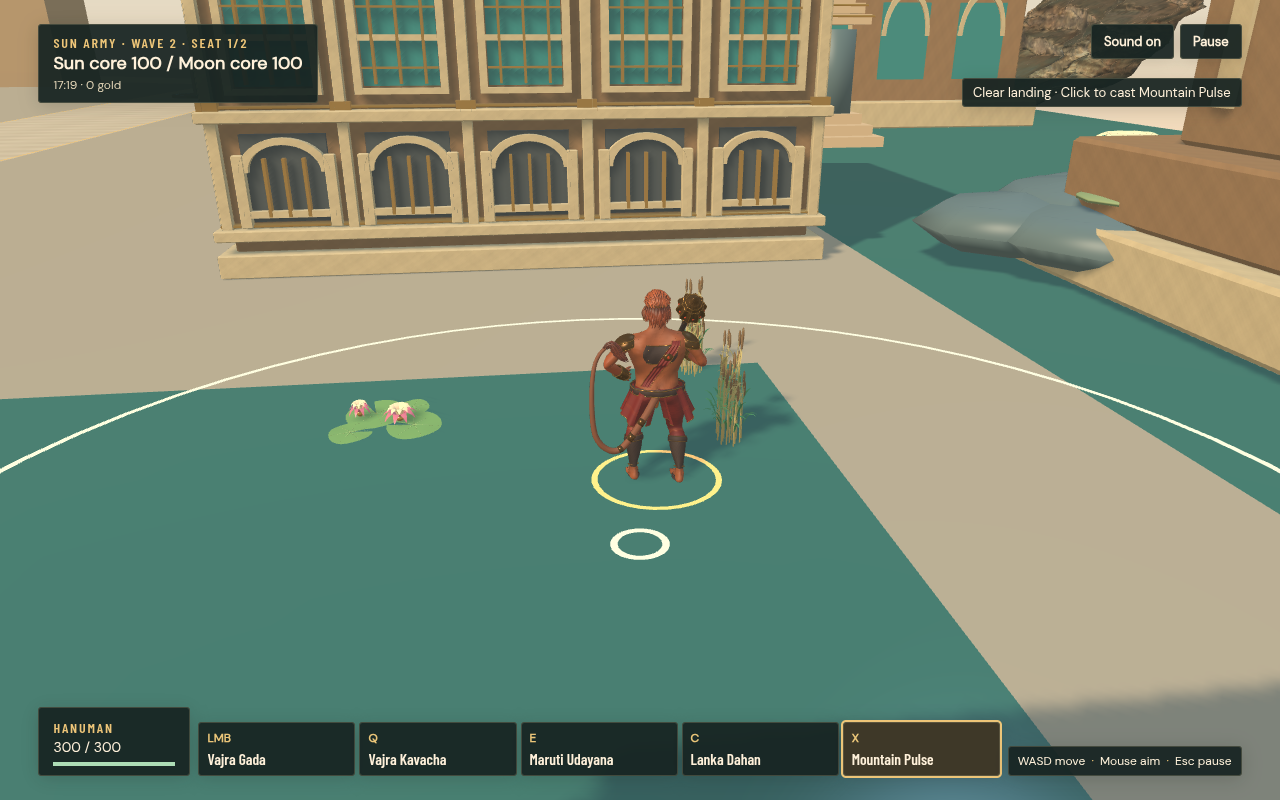 SUN ARMY · WAVE 2 · SEAT 1/2
Sun core 100 / Moon core 100
17:19 · 0 gold
Sound on
Pause
Clear landing · Click to cast Mountain Pulse
HANUMAN
300 / 300
LMB
Vajra Gada
Q
Vajra Kavacha
E
Maruti Udayana
C
Lanka Dahan
X
Mountain Pulse
WASD move · Mouse aim · Esc pause